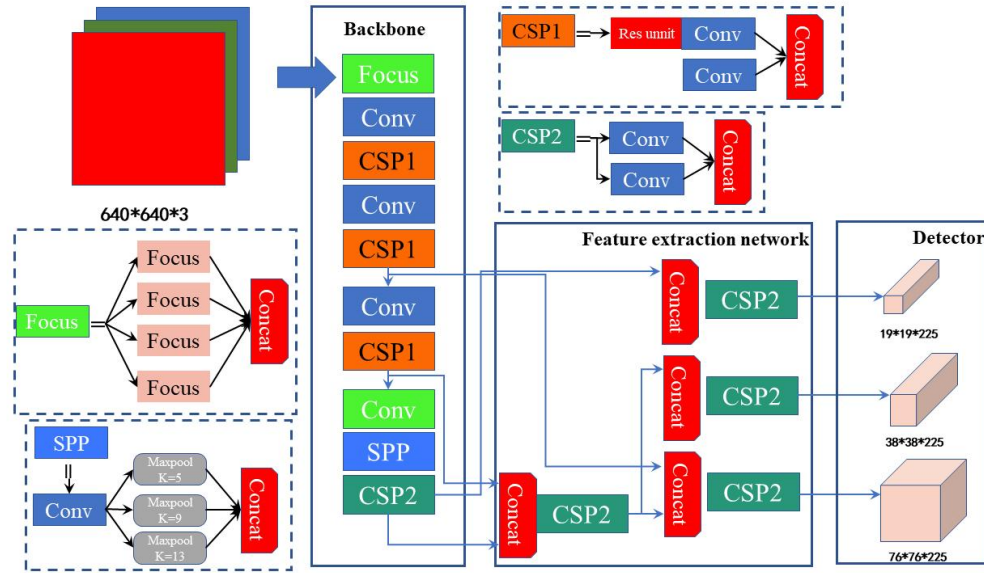 640*640*3
Focus
Focus
Focus
Focus
Focus
Concat
SPP
Conv
Maxpool
K=5
Maxpool
K=9
Maxpool
K=13
Concat
Backbone
Focus
Conv
CSP1
Conv
CSP1
Conv
CSP1
Conv
SPP
CSP2
CSP1
Res unnit
Conv
Conv
Concat
CSP2
Conv
Conv
Concat
Feature extraction network
Concat
CSP2
Concat
CSP2
Concat
CSP2
Concat
CSP2
Detector
19*19*225
38*38*225
76*76*225